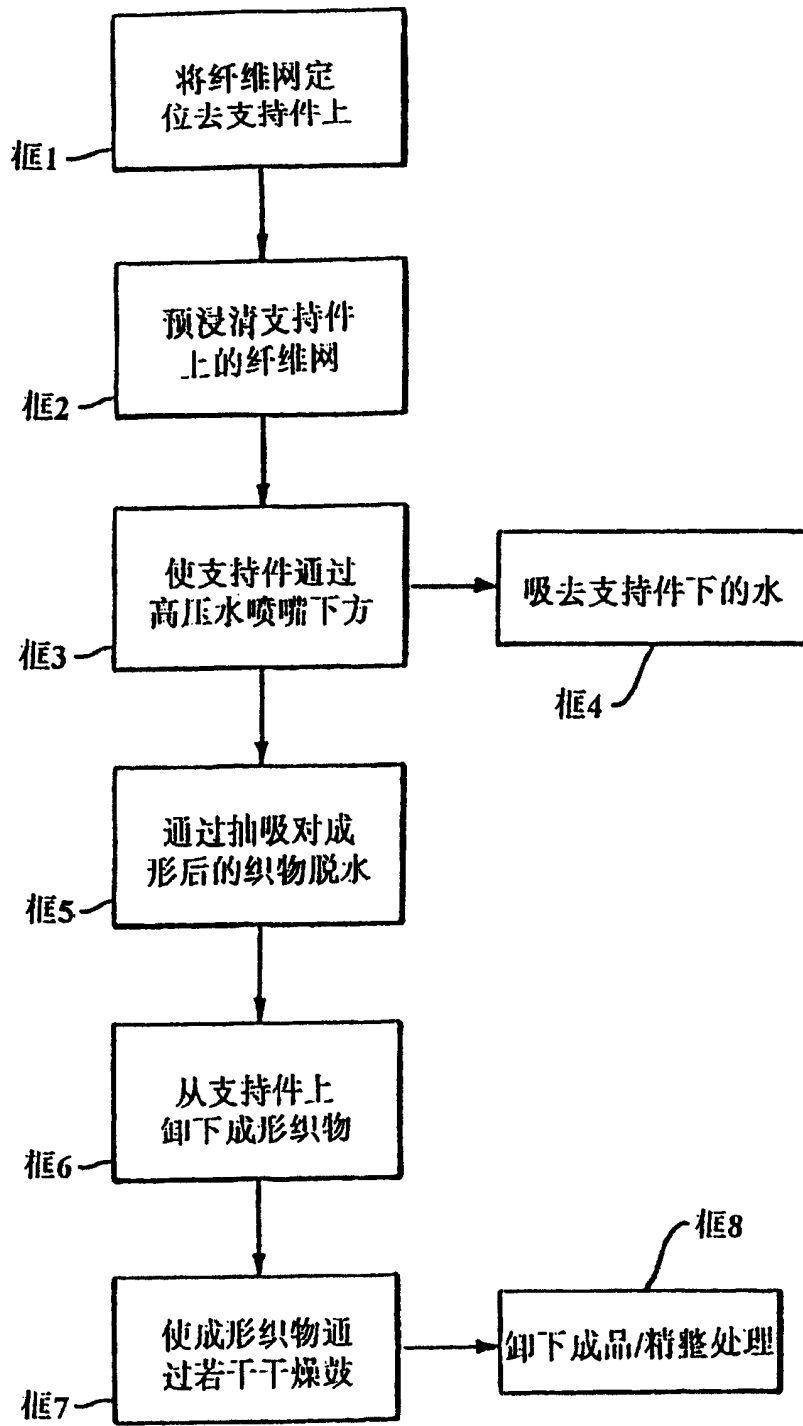 将纤维网定
位去支持件上
框1
预浸渍支持件
上的纤维网
框2
使支持件通过
高压水喷嘴下方
框3
吸去支持件下的水
框4
通过抽吸对成
形后的织物脱水
框5
从支持件上
卸下成形织物
框6
使成形织物通
过若干干燥鼓
框7
框8
卸下成品/精整处理